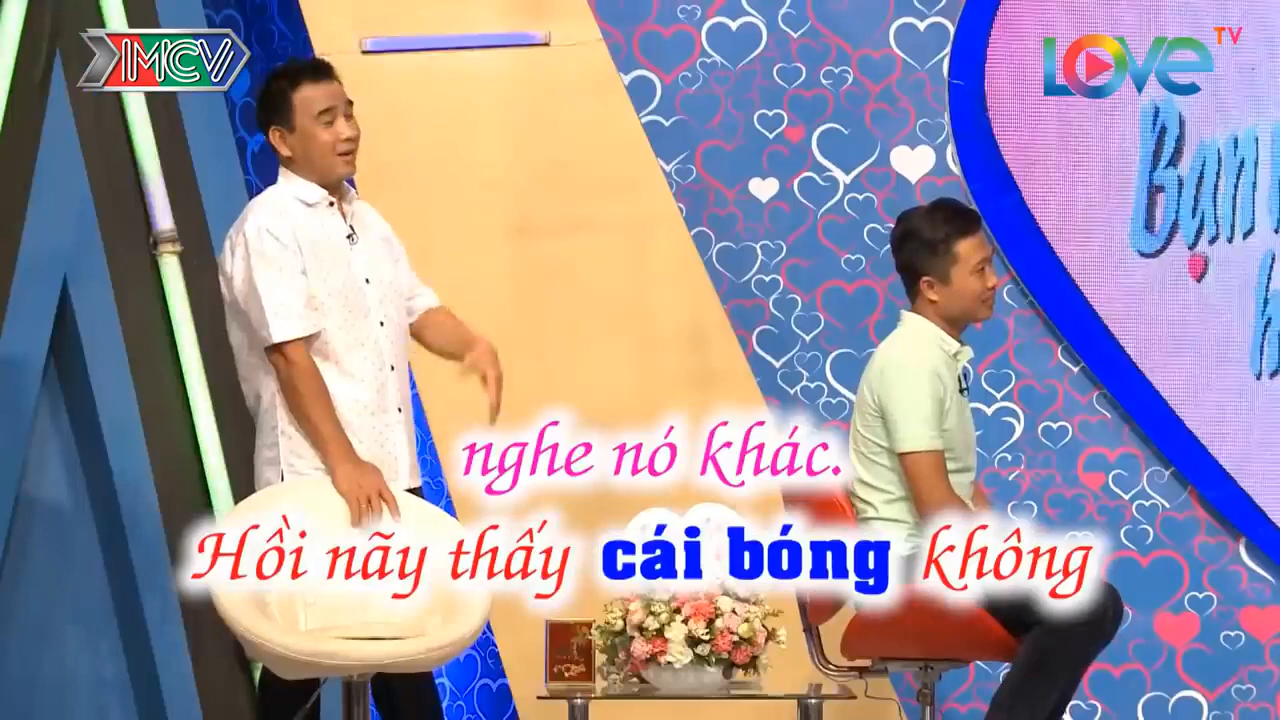 MCV
LOVE TV
Bạn
nghe nó khác.
Hồi nãy thấy cái bóng không